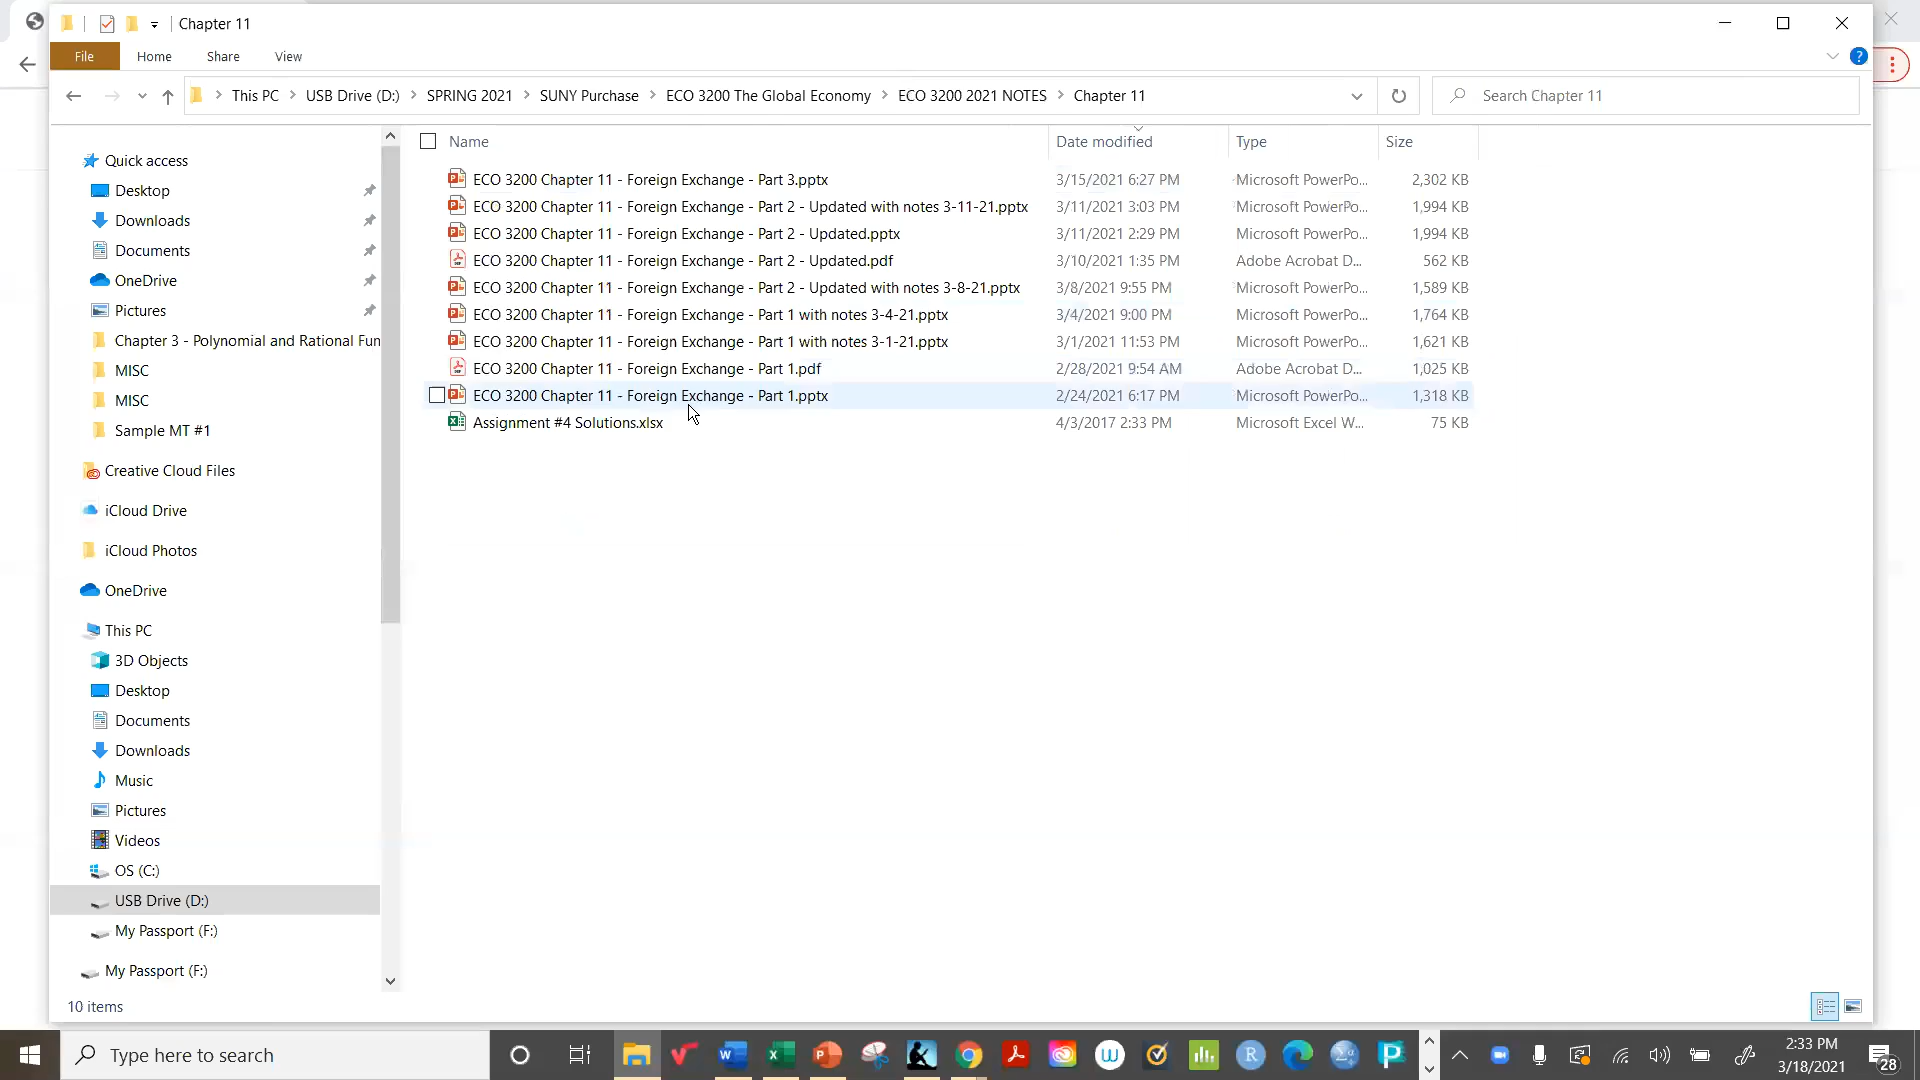 Chapter 11
File Home Share View
This PC USB Drive (D:) SPRING 2021 SUNY Purchase ECO 3200 The Global Economy ECO 3200 2021 NOTES Chapter 11
Search Chapter 11
Quick access
Desktop
Downloads
Documents
OneDrive
Pictures
Chapter 3 - Polynomial and Rational Fun
MISC
MISC
Sample MT #1
Creative Cloud Files
iCloud Drive
iCloud Photos
OneDrive
This PC
3D Objects
Desktop
Documents
Downloads
Music
Pictures
Videos
OS (C:)
USB Drive (D:)
My Passport (F:)
My Passport (F:)
Name Date modified Type Size
ECO 3200 Chapter 11 - Foreign Exchange - Part 3.pptx 3/15/2021 6:27 PM Microsoft PowerPo... 2,302 KB
ECO 3200 Chapter 11 - Foreign Exchange - Part 2 - Updated with notes 3-11-21.pptx 3/11/2021 3:03 PM Microsoft PowerPo... 1,994 KB
ECO 3200 Chapter 11 - Foreign Exchange - Part 2 - Updated.pptx 3/11/2021 2:29 PM Microsoft PowerPo... 1,994 KB
ECO 3200 Chapter 11 - Foreign Exchange - Part 2 - Updated.pdf 3/10/2021 1:35 PM Adobe Acrobat D... 562 KB
ECO 3200 Chapter 11 - Foreign Exchange - Part 2 - Updated with notes 3-8-21.pptx 3/8/2021 9:55 PM Microsoft PowerPo... 1,589 KB
ECO 3200 Chapter 11 - Foreign Exchange - Part 1 with notes 3-4-21.pptx 3/4/2021 9:00 PM Microsoft PowerPo... 1,764 KB
ECO 3200 Chapter 11 - Foreign Exchange - Part 1 with notes 3-1-21.pptx 3/1/2021 11:53 PM Microsoft PowerPo... 1,621 KB
ECO 3200 Chapter 11 - Foreign Exchange - Part 1.pdf 2/28/2021 9:54 AM Adobe Acrobat D... 1,025 KB
ECO 3200 Chapter 11 - Foreign Exchange - Part 1.pptx 2/24/2021 6:17 PM Microsoft PowerPo... 1,318 KB
Assignment #4 Solutions.xlsx 4/3/2017 2:33 PM Microsoft Excel W... 75 KB
10 items
Type here to search
2:33 PM
3/18/2021
28